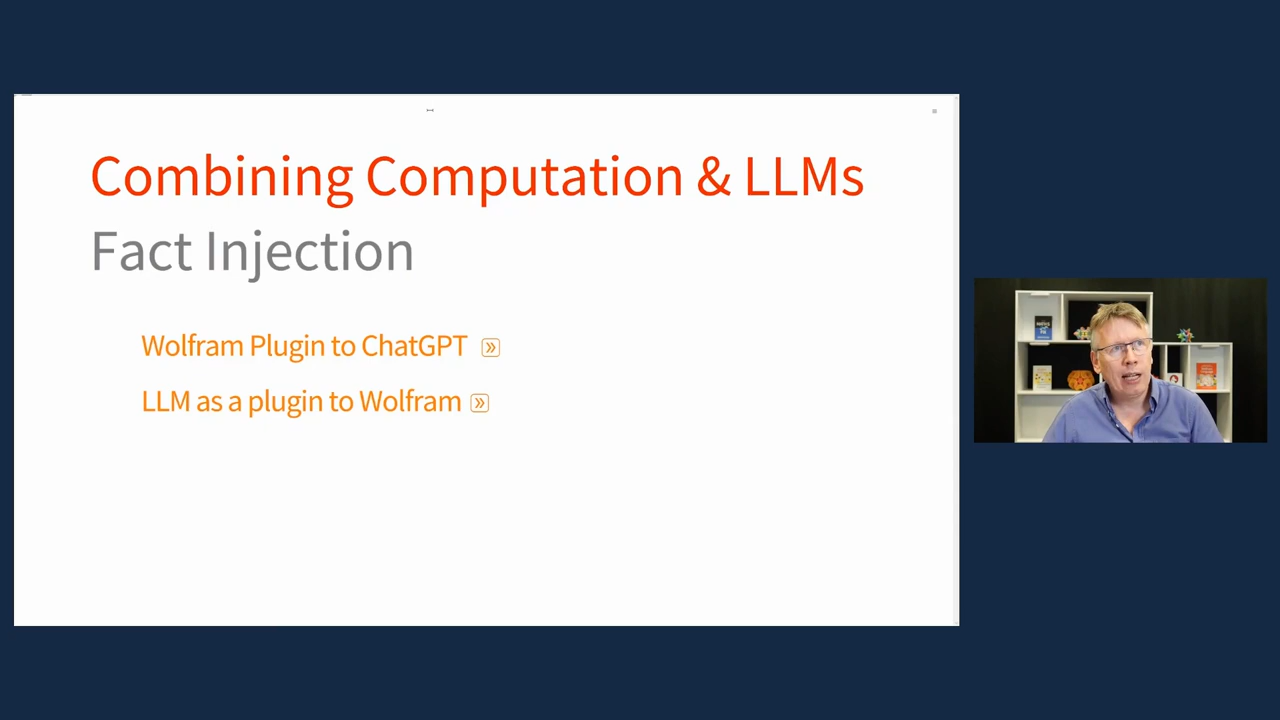 Combining Computation & LLMs
Fact Injection
Wolfram Plugin to ChatGPT »
LLM as a plugin to Wolfram »